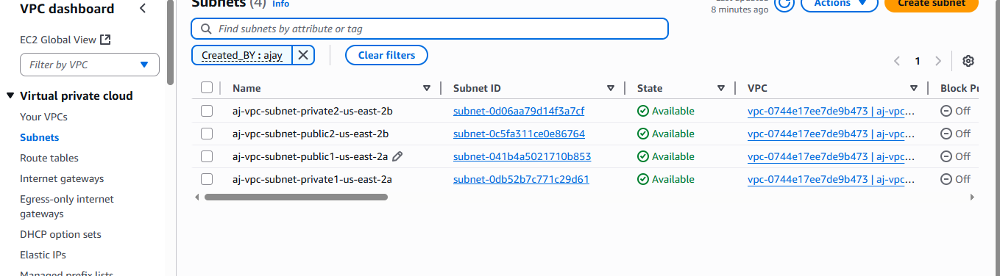 VPC dashboard
EC2 Global View
Filter by VPC
Virtual private cloud
Your VPCs
Subnets
Route tables
Internet gateways
Egress-only internet
gateways
DHCP option sets
Elastic IPs
Managed prefix lists
Subnets (4) Info
Last updated
8 minutes ago
Actions
Create subnet
Find subnets by attribute or tag
Created_BY : ajay
Clear filters
1
Name Subnet ID State VPC Block Pu
aj-vpc-subnet-private2-us-east-2b subnet-0d06aa79d14f3a7cf Available vpc-0744e17ee7de9b473 | aj-vpc... Off
aj-vpc-subnet-public2-us-east-2b subnet-0c5fa311ce0e86764 Available vpc-0744e17ee7de9b473 | aj-vpc... Off
aj-vpc-subnet-public1-us-east-2a subnet-041b4a5021710b853 Available vpc-0744e17ee7de9b473 | aj-vpc... Off
aj-vpc-subnet-private1-us-east-2a subnet-0db52b7c771c29d61 Available vpc-0744e17ee7de9b473 | aj-vpc... Off